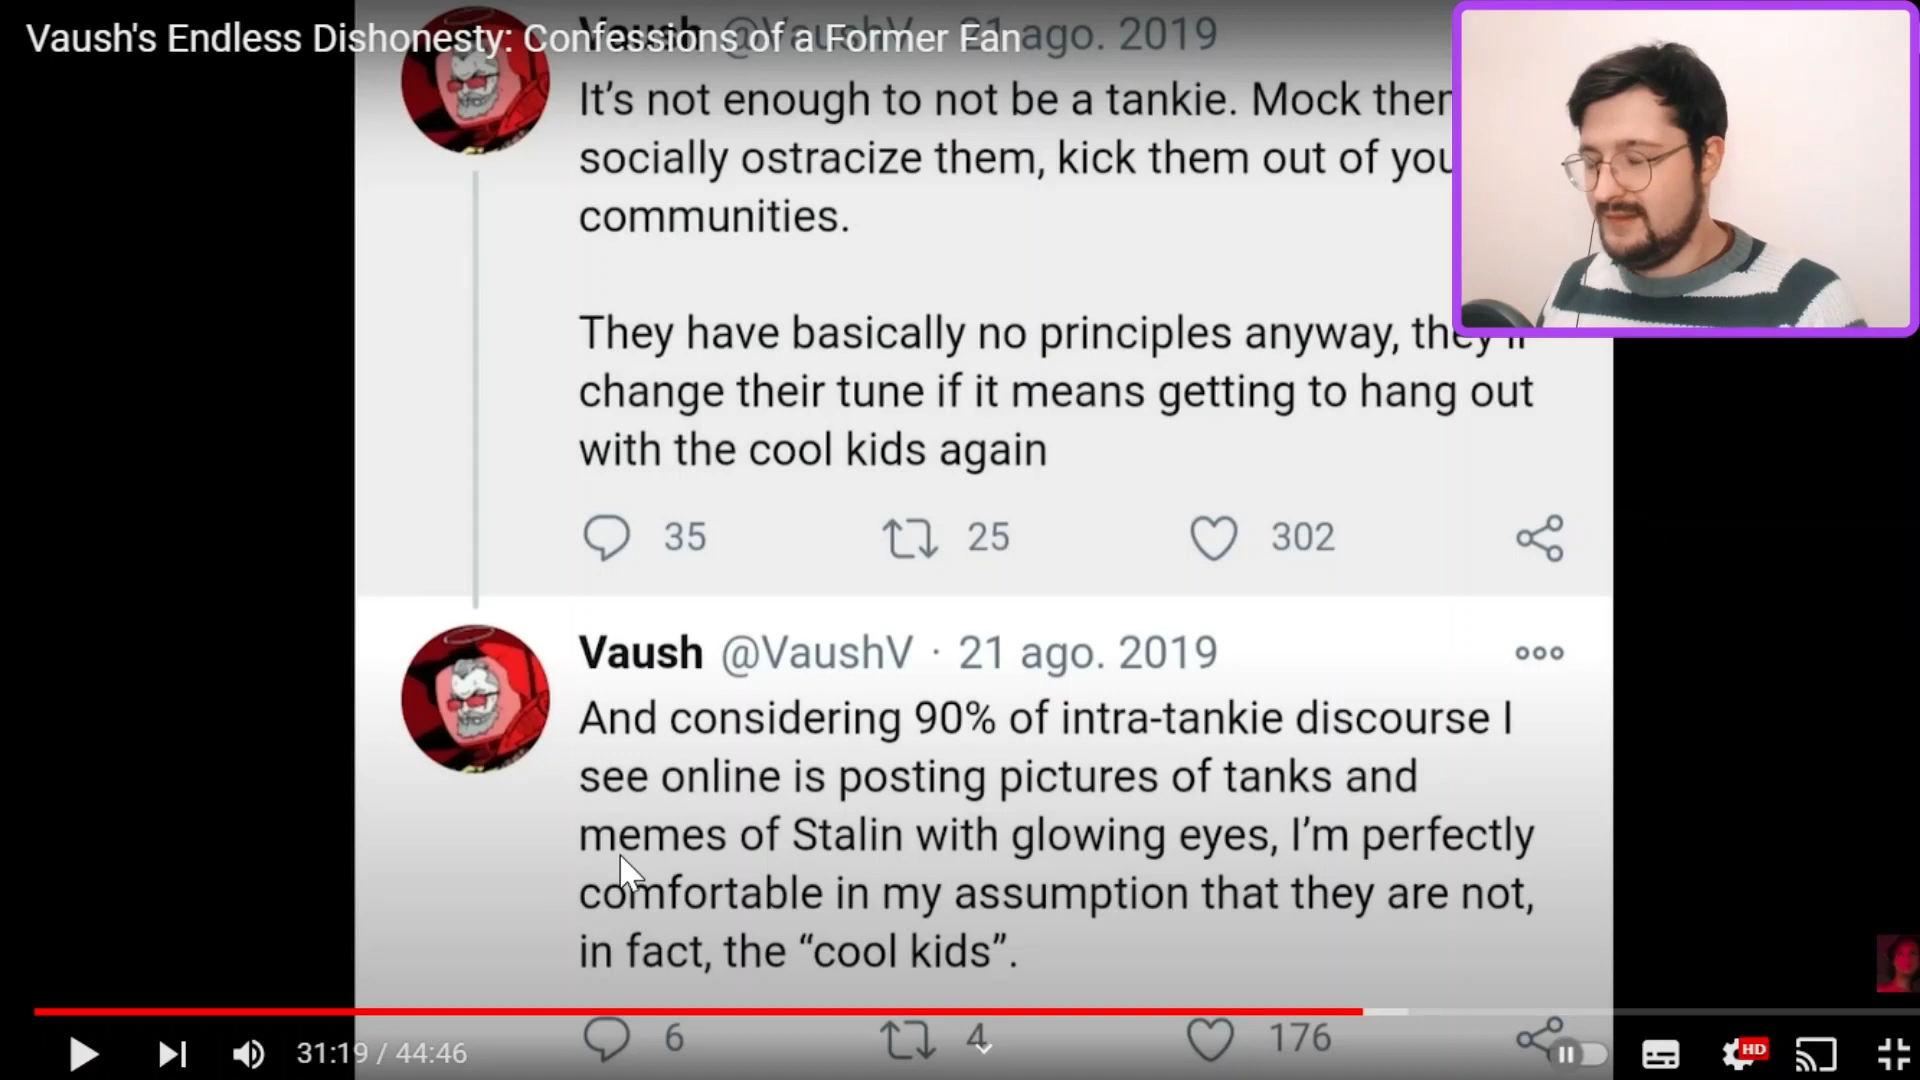 Vaush's Endless Dishonesty: Confessions of a Former Fan
Vaush @VaushV · 21 ago. 2019
It’s not enough to not be a tankie. Mock
socially ostracize them, kick them out of
communities.
They have basically no principles anyway, they'll
change their tune if it means getting to hang out
with the cool kids again
35 25 302
Vaush @VaushV · 21 ago. 2019
And considering 90% of intra-tankie discourse I
see online is posting pictures of tanks and
memes of Stalin with glowing eyes, I’m perfectly
comfortable in my assumption that they are not,
in fact, the “cool kids”.
6 4 176
31:19 / 44:46
HD